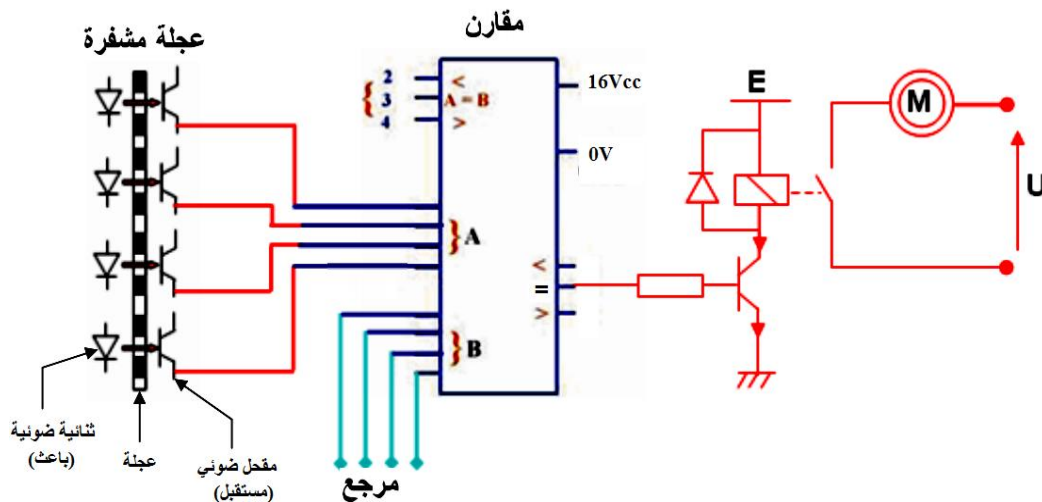 عجلة مشفرة
مقارن
2 <
3 A = B
4 >
16Vcc
0V
A
B
<
=
>
E
M
U
ثنائية ضوئية
(باعث)
عجلة
مقحل ضوئي
(مستقبل)
مرجع